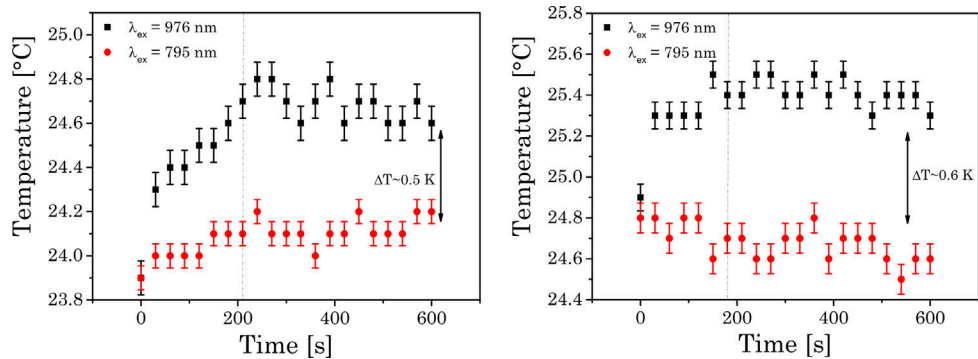 λex = 976 nm
λex = 795 nm
Temperature [°C]
25.0
24.8
24.6
24.4
24.2
24.0
23.8
ΔT~0.5 K
0
200
400
600
Time [s]
λex = 976 nm
λex = 795 nm
Temperature [°C]
25.8
25.6
25.4
25.2
25.0
24.8
24.6
24.4
ΔT~0.6 K
0
200
400
600
Time [s]